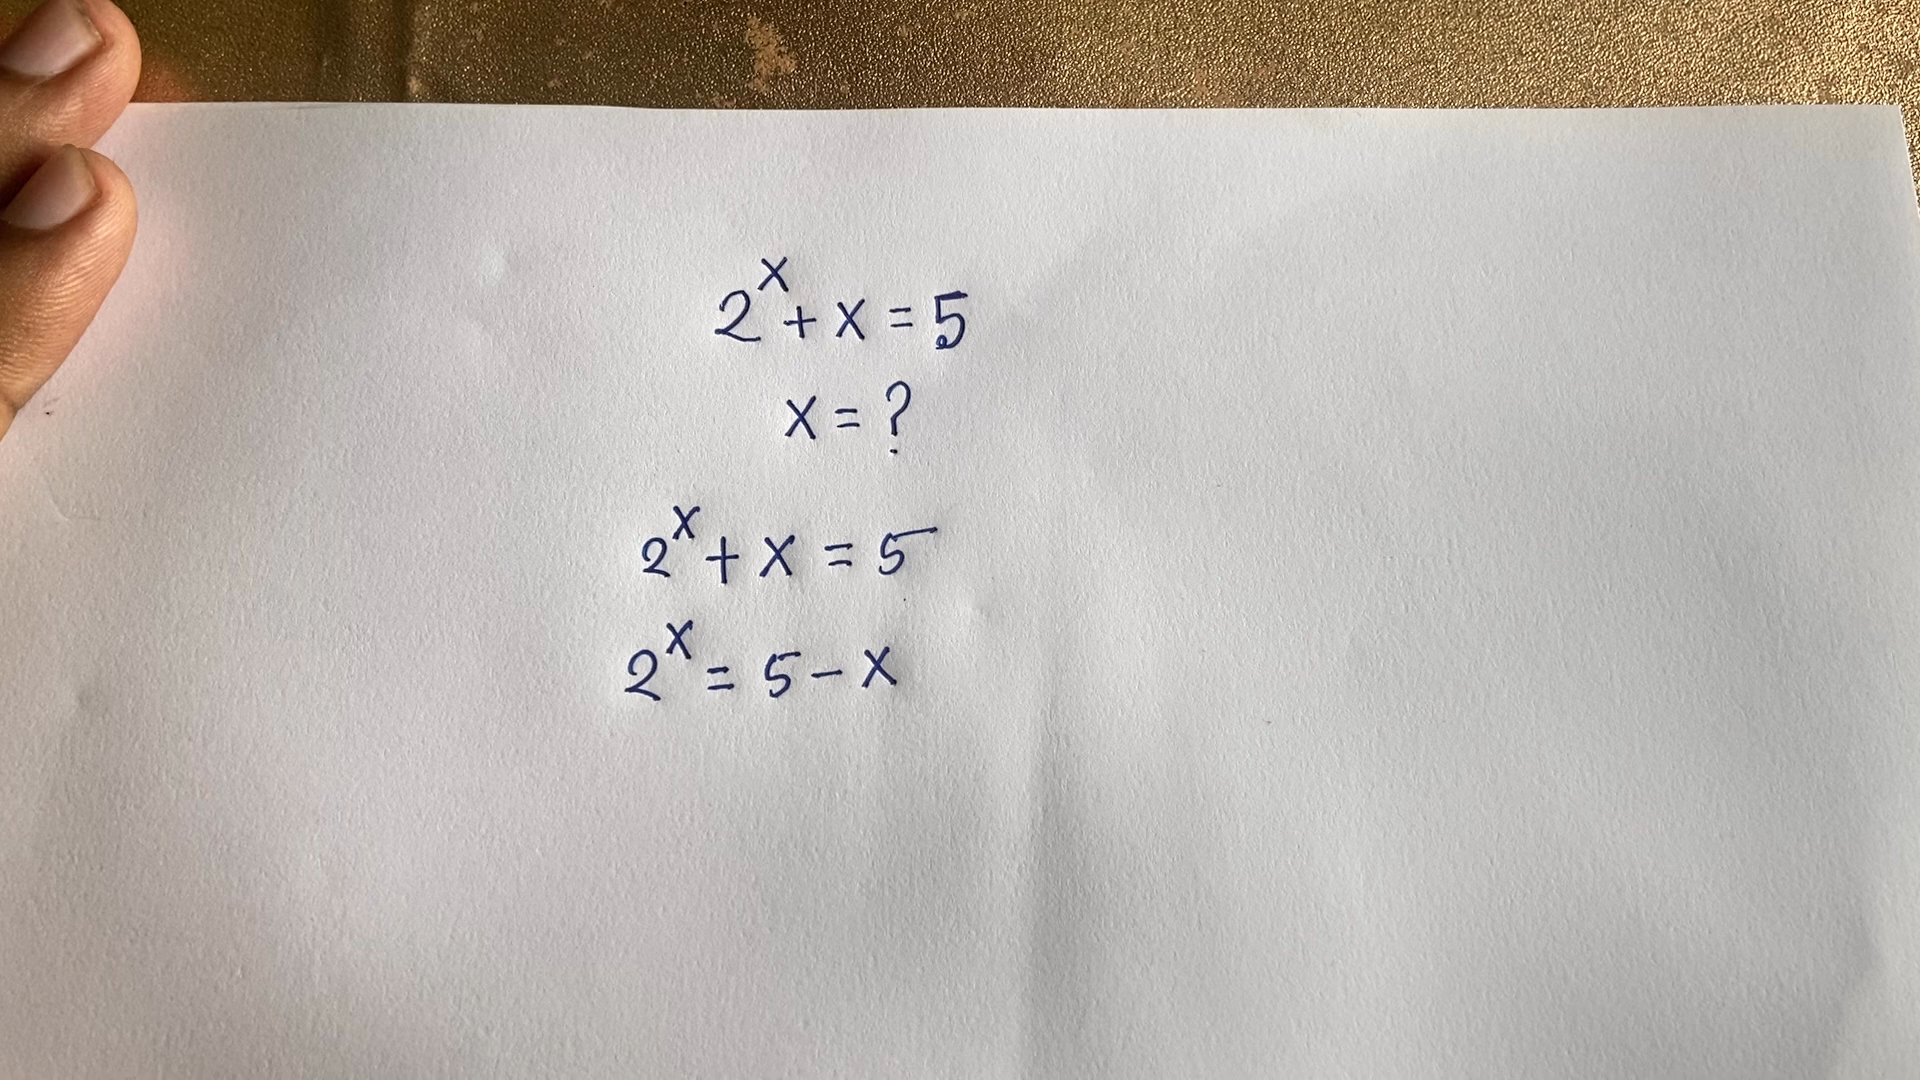 2^x + x = 5
x = ?
2^x + x = 5
2^x = 5 - x